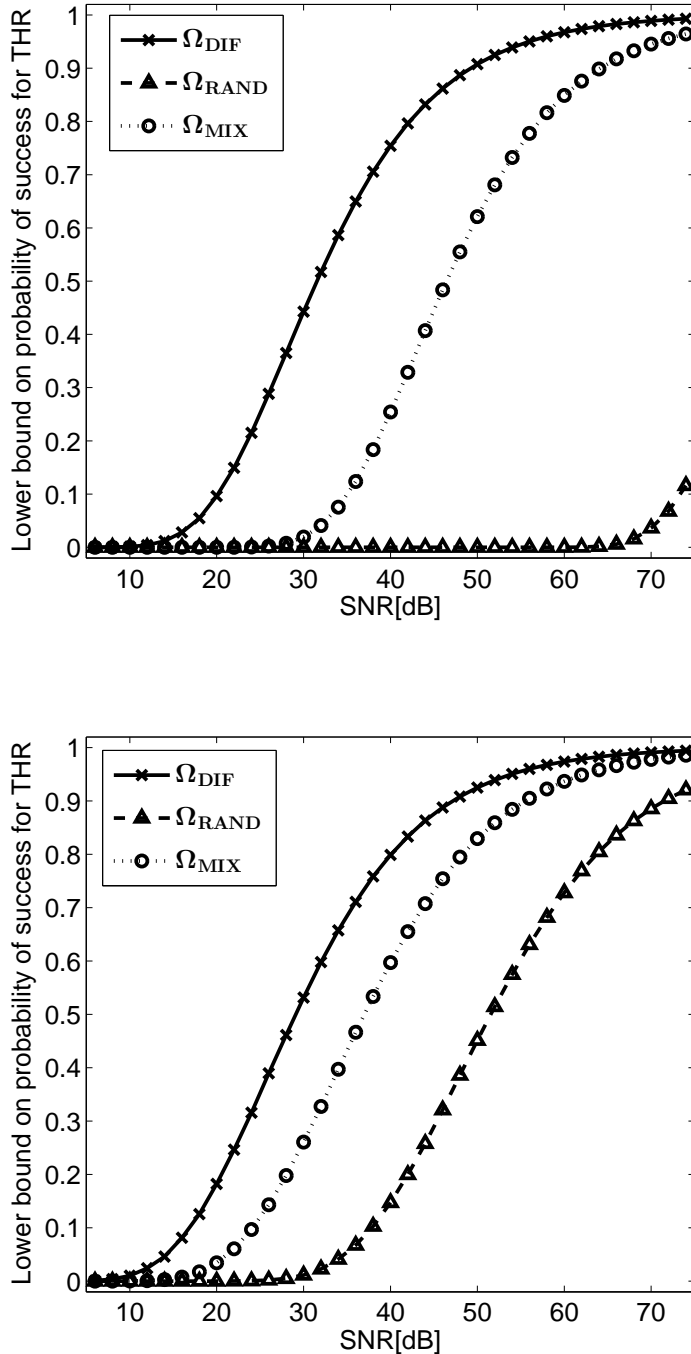 1
0.9
0.8
0.7
0.6
0.5
0.4
0.3
0.2
0.1
0
Lower bound on probability of success for THR
Ω_DIF
Ω_RAND
Ω_MIX
10 20 30 40 50 60 70
SNR[dB]
1
0.9
0.8
0.7
0.6
0.5
0.4
0.3
0.2
0.1
0
Lower bound on probability of success for THR
Ω_DIF
Ω_RAND
Ω_MIX
10 20 30 40 50 60 70
SNR[dB]